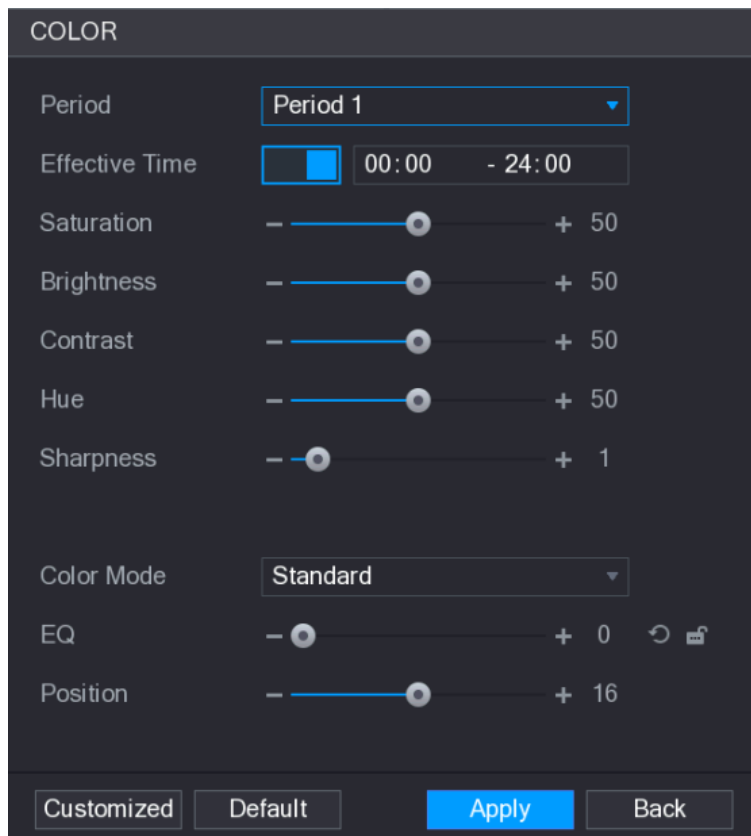 COLOR
Period Period 1
Effective Time 00:00 - 24:00
Saturation 50
Brightness 50
Contrast 50
Hue 50
Sharpness 1
Color Mode Standard
EQ 0
Position 16
Customized Default Apply Back